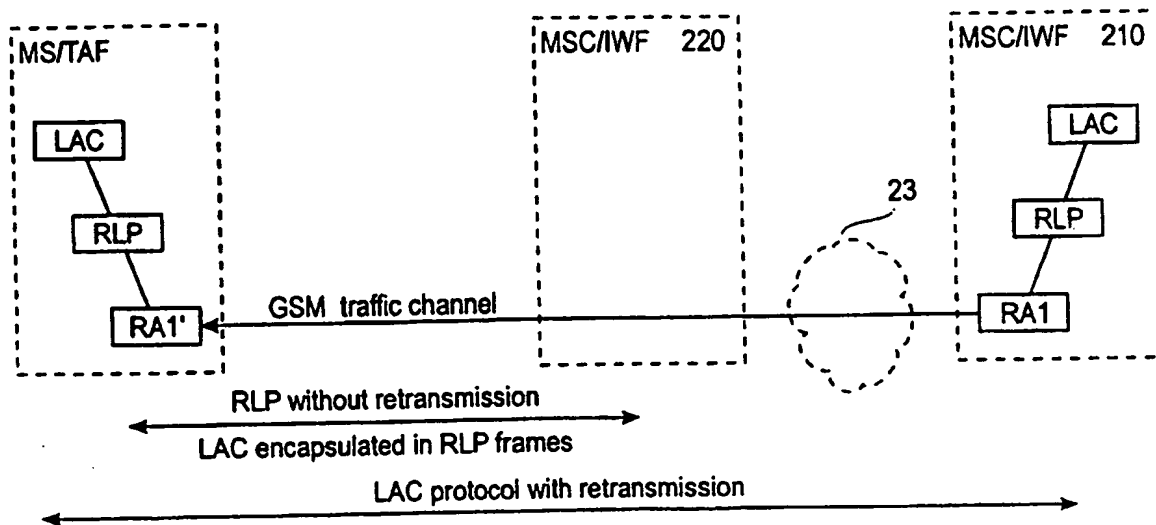 MS/TAF
MSC/IWF 220
MSC/IWF 210
LAC
LAC
23
RLP
RLP
GSM traffic channel
RA1'
RA1
RLP without retransmission
LAC encapsulated in RLP frames
LAC protocol with retransmission